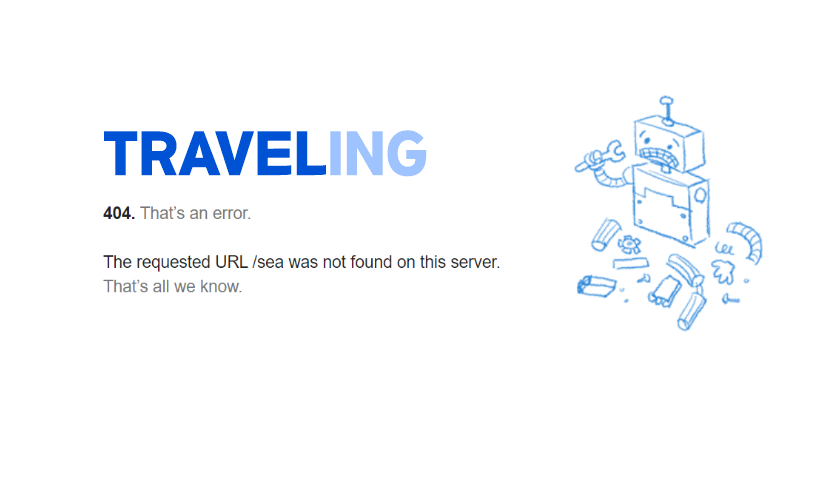 TRAVELING
404. That’s an error.
The requested URL /sea was not found on this server.
That’s all we know.